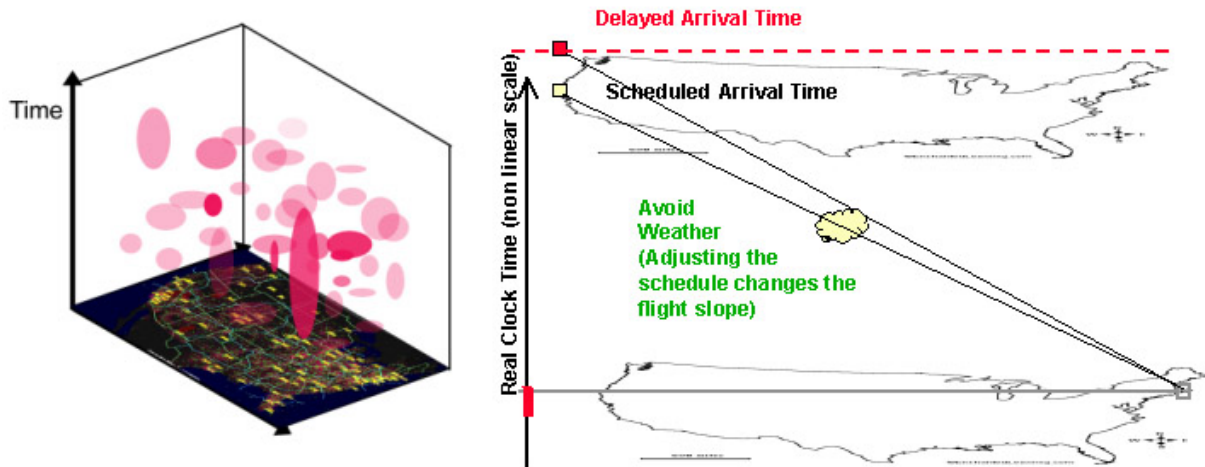 Time
Delayed Arrival Time
Scheduled Arrival Time
Real Clock Time (non linear scale)
Avoid
Weather
(Adjusting the
schedule changes the
flight slope)